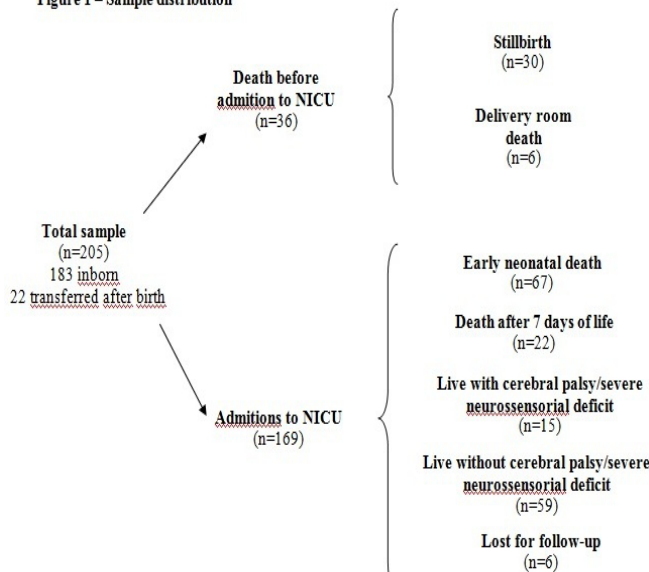 Figure 1 – Sample distribution
Stillbirth
(n=30)
Death before
admition to NICU
(n=36)
Delivery room
death
(n=6)
Total sample
(n=205)
183 inborn
22 transferred after birth
Early neonatal death
(n=67)
Death after 7 days of life
(n=22)
Live with cerebral palsy/severe
neurossensorial deficit
(n=15)
Admitions to NICU
(n=169)
Live without cerebral palsy/severe
neurossensorial deficit
(n=59)
Lost for follow-up
(n=6)